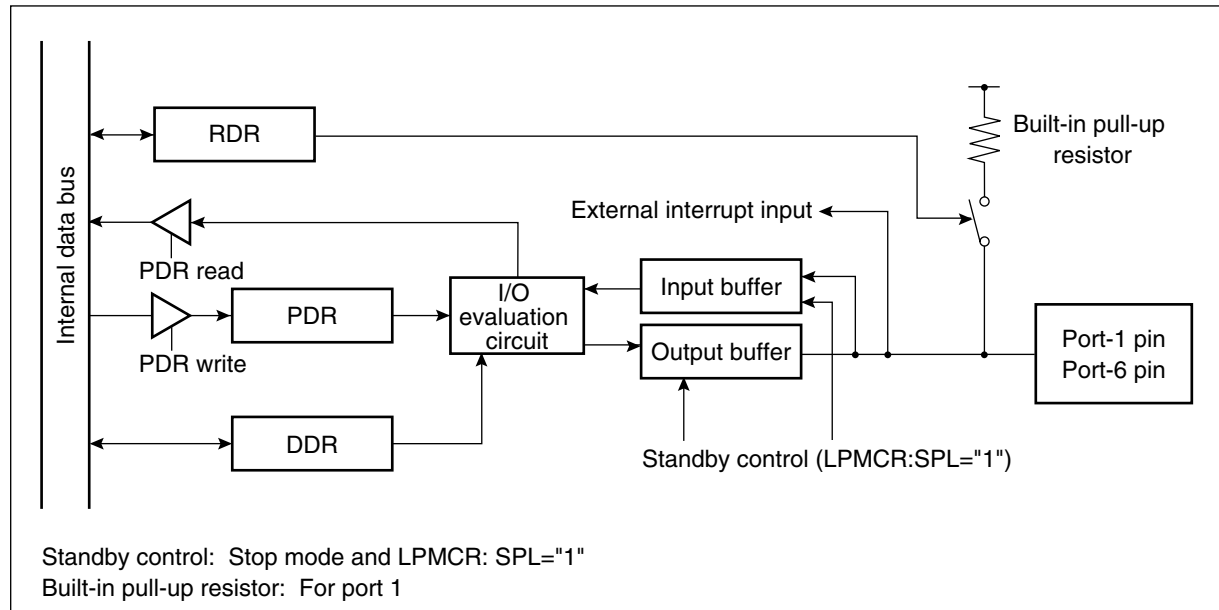 Internal data bus
RDR
Built-in pull-up
resistor
External interrupt input
PDR read
I/O
evaluation
circuit
Input buffer
PDR
Output buffer
Port-1 pin
Port-6 pin
PDR write
DDR
Standby control (LPMCR:SPL="1")
Standby control:  Stop mode and LPMCR: SPL="1"
Built-in pull-up resistor:  For port 1